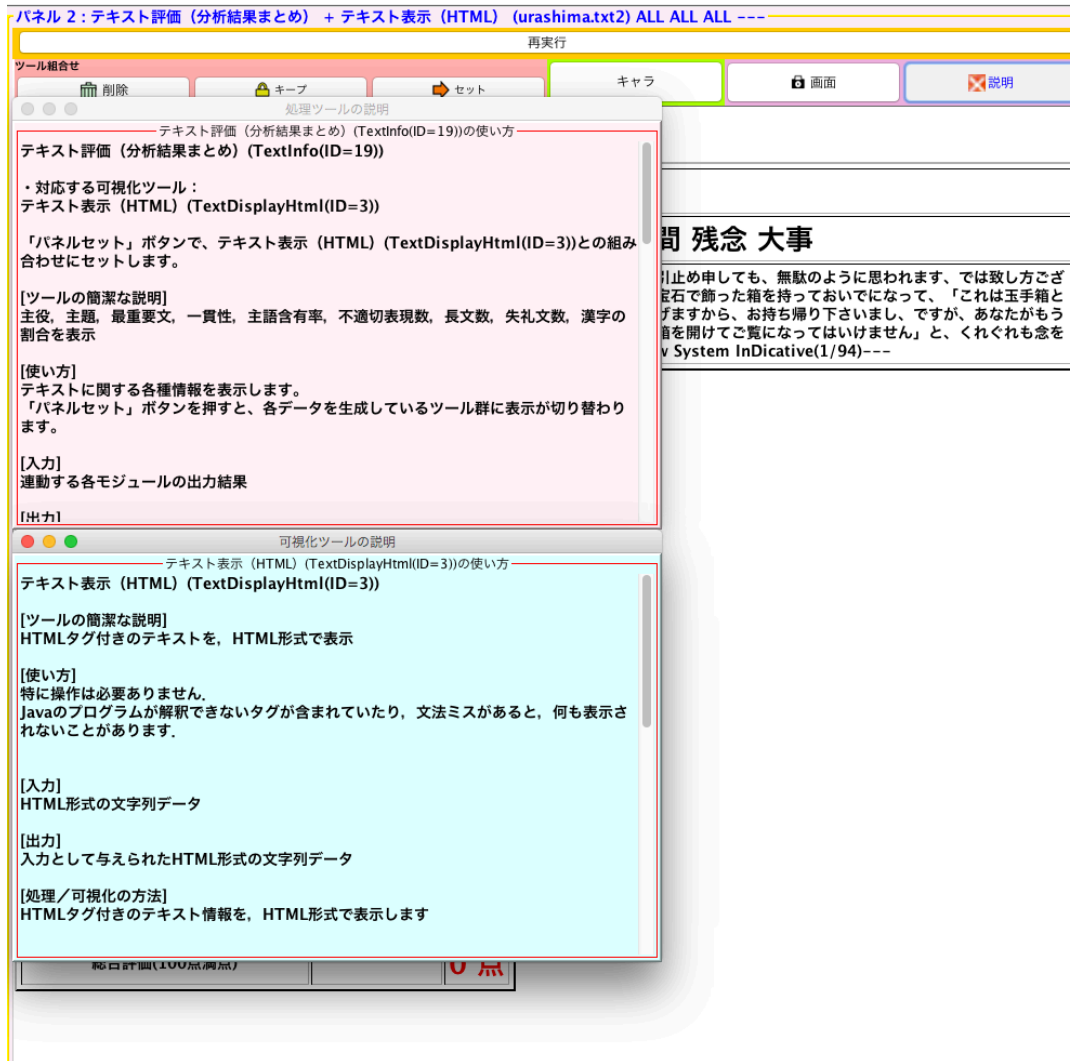 パネル 2：テキスト評価（分析結果まとめ） + テキスト表示（HTML） (urashima.txt2) ALL ALL ALL ---
再実行
ツール組合せ
削除
キープ
セット
キャラ
画面
説明
処理ツールの説明
テキスト評価（分析結果まとめ）(TextInfo(ID=19))の使い方
テキスト評価（分析結果まとめ）(TextInfo(ID=19))
・対応する可視化ツール：
テキスト表示（HTML）(TextDisplayHtml(ID=3))
「パネルセット」ボタンで、テキスト表示（HTML）(TextDisplayHtml(ID=3))との組み
合わせにセットします。
[ツールの簡潔な説明]
主役，主題，最重要文，一貫性，主語含有率，不適切表現数，長文数，失礼文数，漢字の
割合を表示
[使い方]
テキストに関する各種情報を表示します。
「パネルセット」ボタンを押すと、各データを生成しているツール群に表示が切り替わり
ます。
[入力]
連動する各モジュールの出力結果
[出力]
間 残念 大事
引止め申しても、無駄のように思われます、では致し方ござ
宝石で飾った箱を持っておいでになって、「これは玉手箱と
げますから、お持ち帰り下さいまし、ですが、あなたがもう
箱を開けてご覧になってはいけません」と、くれぐれも念を
w System InDicative(1/94)---
可視化ツールの説明
テキスト表示（HTML）(TextDisplayHtml(ID=3))の使い方
テキスト表示（HTML）(TextDisplayHtml(ID=3))
[ツールの簡潔な説明]
HTMLタグ付きのテキストを，HTML形式で表示
[使い方]
特に操作は必要ありません．
Javaのプログラムが解釈できないタグが含まれていたり，文法ミスがあると，何も表示さ
れないことがあります．
[入力]
HTML形式の文字列データ
[出力]
入力として与えられたHTML形式の文字列データ
[処理／可視化の方法]
HTMLタグ付きのテキスト情報を，HTML形式で表示します
総合評価(100点満点)
0 点